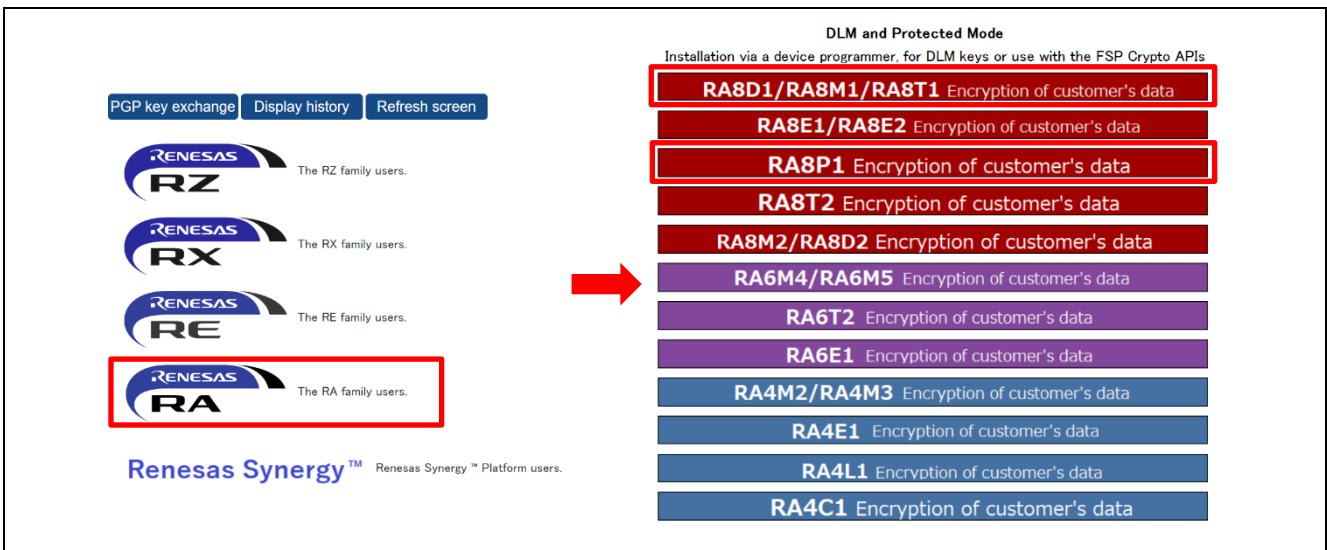 PGP key exchange
Display history
Refresh screen
RENESAS
RZ
The RZ family users.
RENESAS
RX
The RX family users.
RENESAS
RE
The RE family users.
RENESAS
RA
The RA family users.
Renesas Synergy™ Renesas Synergy ™ Platform users.
DLM and Protected Mode
Installation via a device programmer, for DLM keys or use with the FSP Crypto APIs
RA8D1/RA8M1/RA8T1 Encryption of customer's data
RA8E1/RA8E2 Encryption of customer's data
RA8P1 Encryption of customer's data
RA8T2 Encryption of customer's data
RA8M2/RA8D2 Encryption of customer's data
RA6M4/RA6M5 Encryption of customer's data
RA6T2 Encryption of customer's data
RA6E1 Encryption of customer's data
RA4M2/RA4M3 Encryption of customer's data
RA4E1 Encryption of customer's data
RA4L1 Encryption of customer's data
RA4C1 Encryption of customer's data